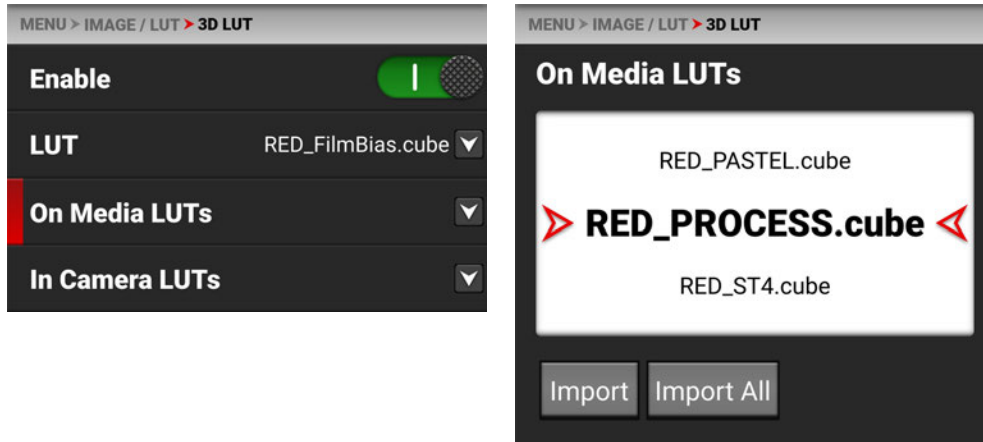 MENU > IMAGE / LUT > 3D LUT
Enable
LUT RED_FilmBias.cube
On Media LUTs
In Camera LUTs
MENU > IMAGE / LUT > 3D LUT
On Media LUTs
RED_PASTEL.cube
RED_PROCESS.cube
RED_ST4.cube
Import Import All